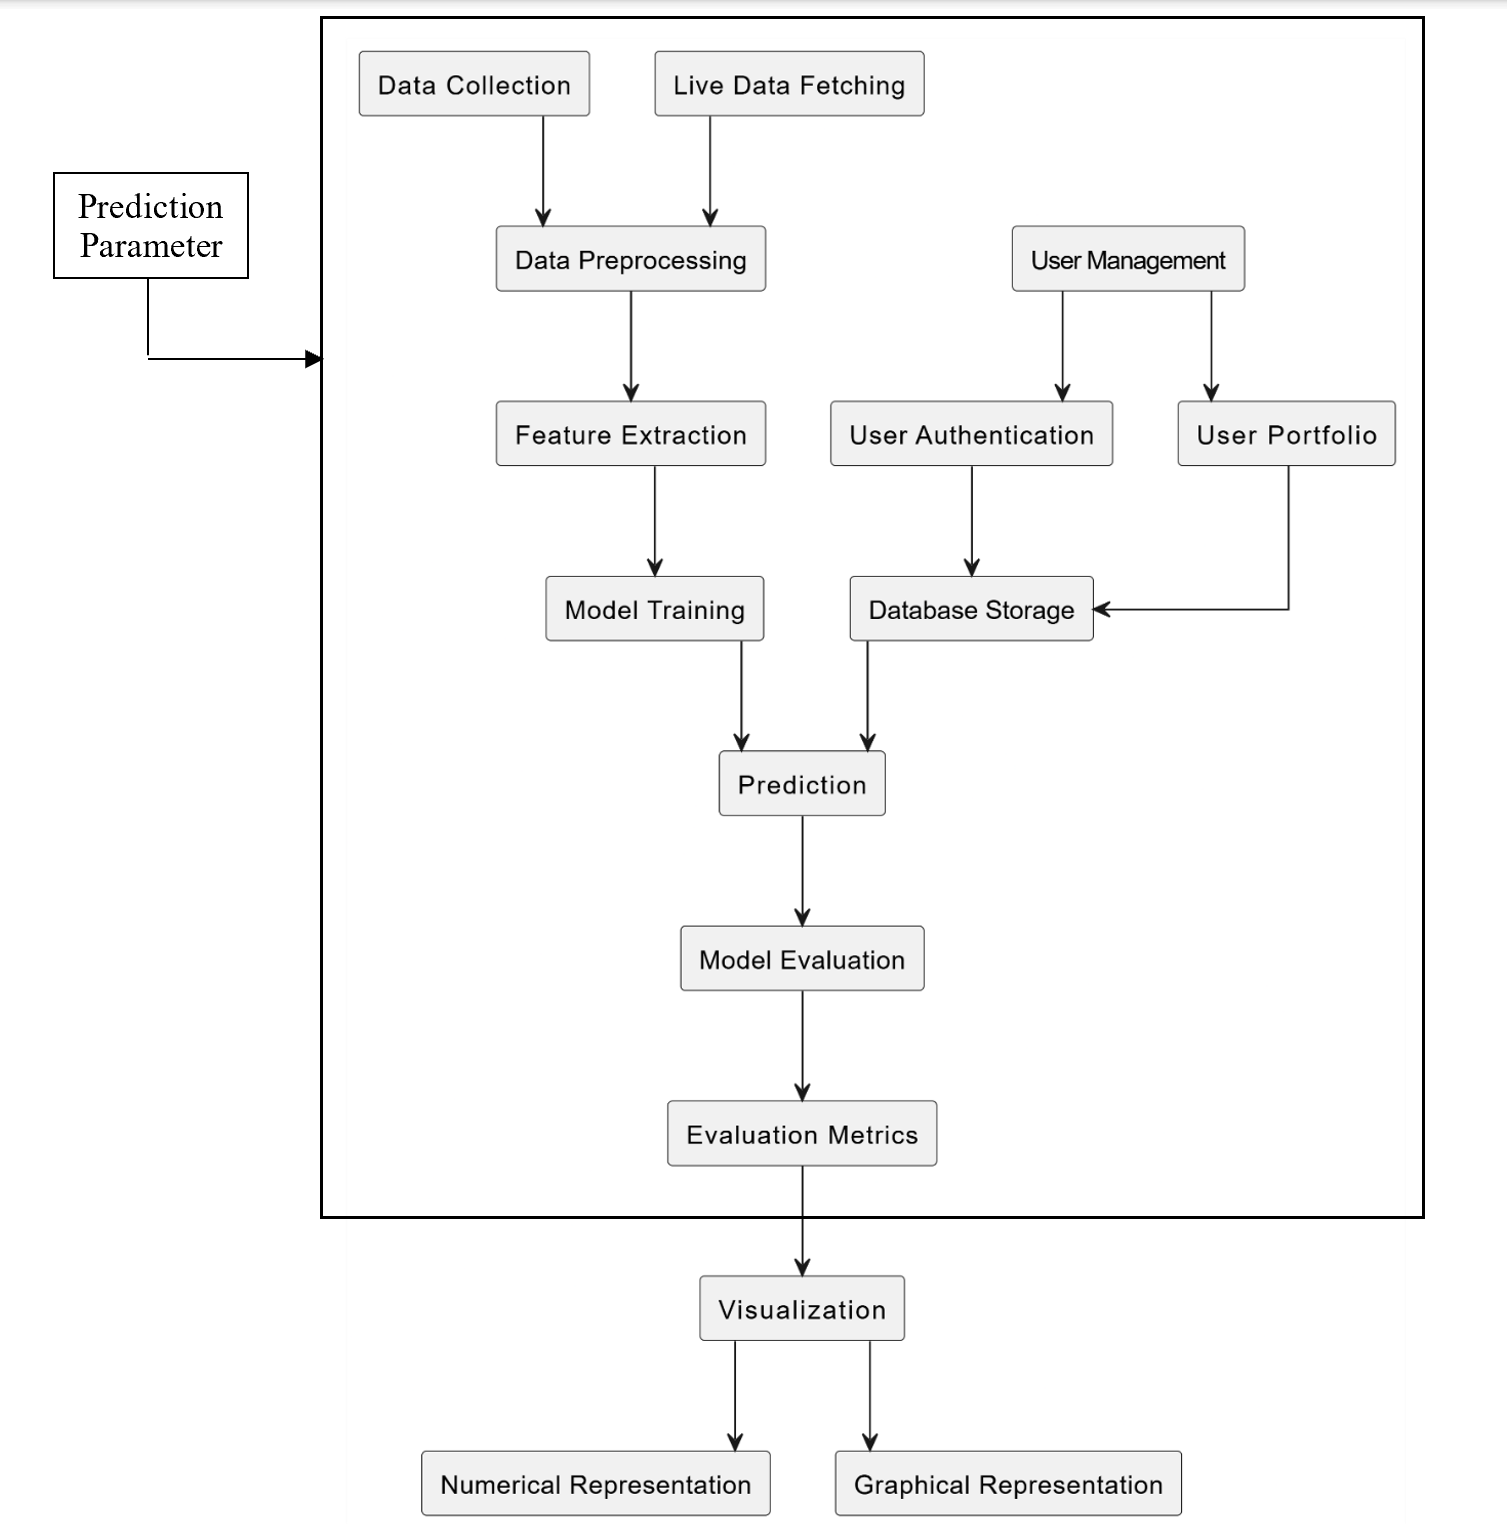 Data Collection
Live Data Fetching
Prediction
Parameter
Data Preprocessing
User Management
Feature Extraction
User Authentication
User Portfolio
Model Training
Database Storage
Prediction
Model Evaluation
Evaluation Metrics
Visualization
Numerical Representation
Graphical Representation